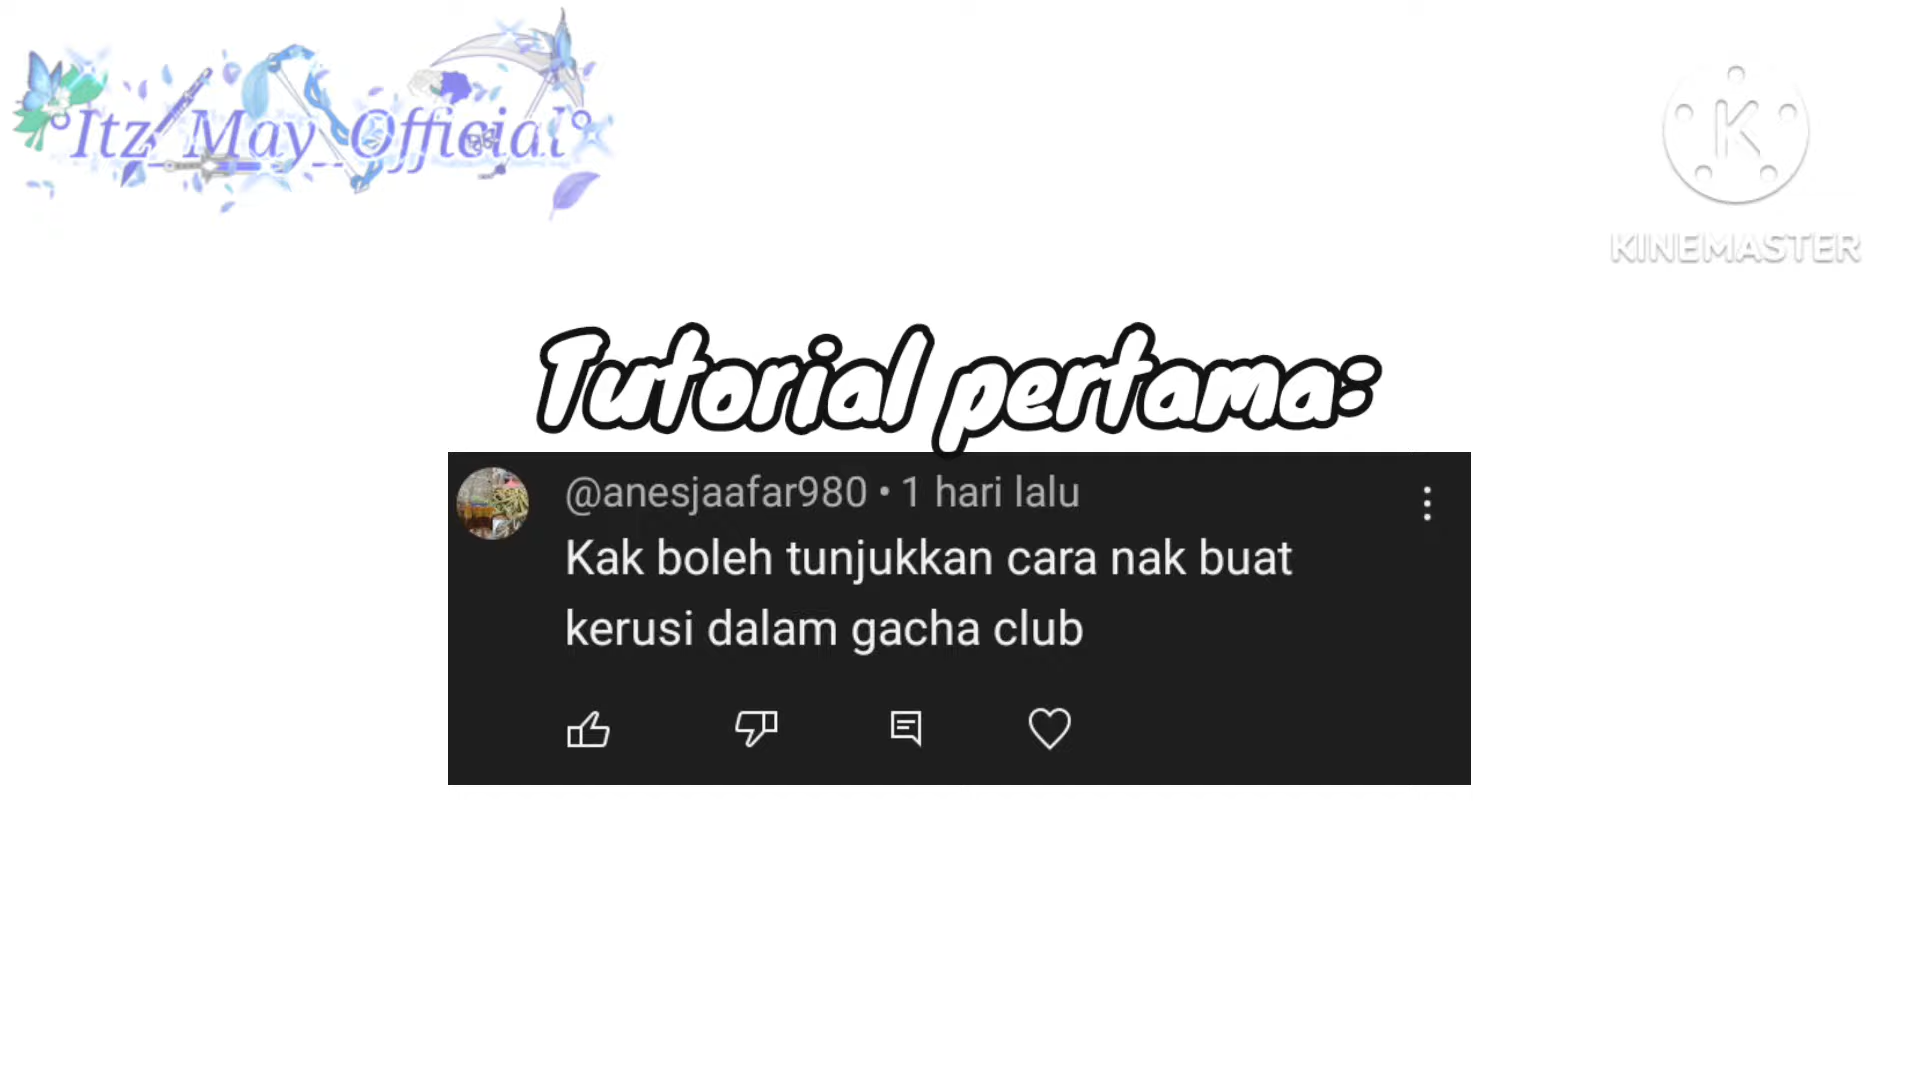 °Itz_May_Official°
KINEMASTER
Tutorial pertama:
@anesjaafar980 • 1 hari lalu
Kak boleh tunjukkan cara nak buat
kerusi dalam gacha club